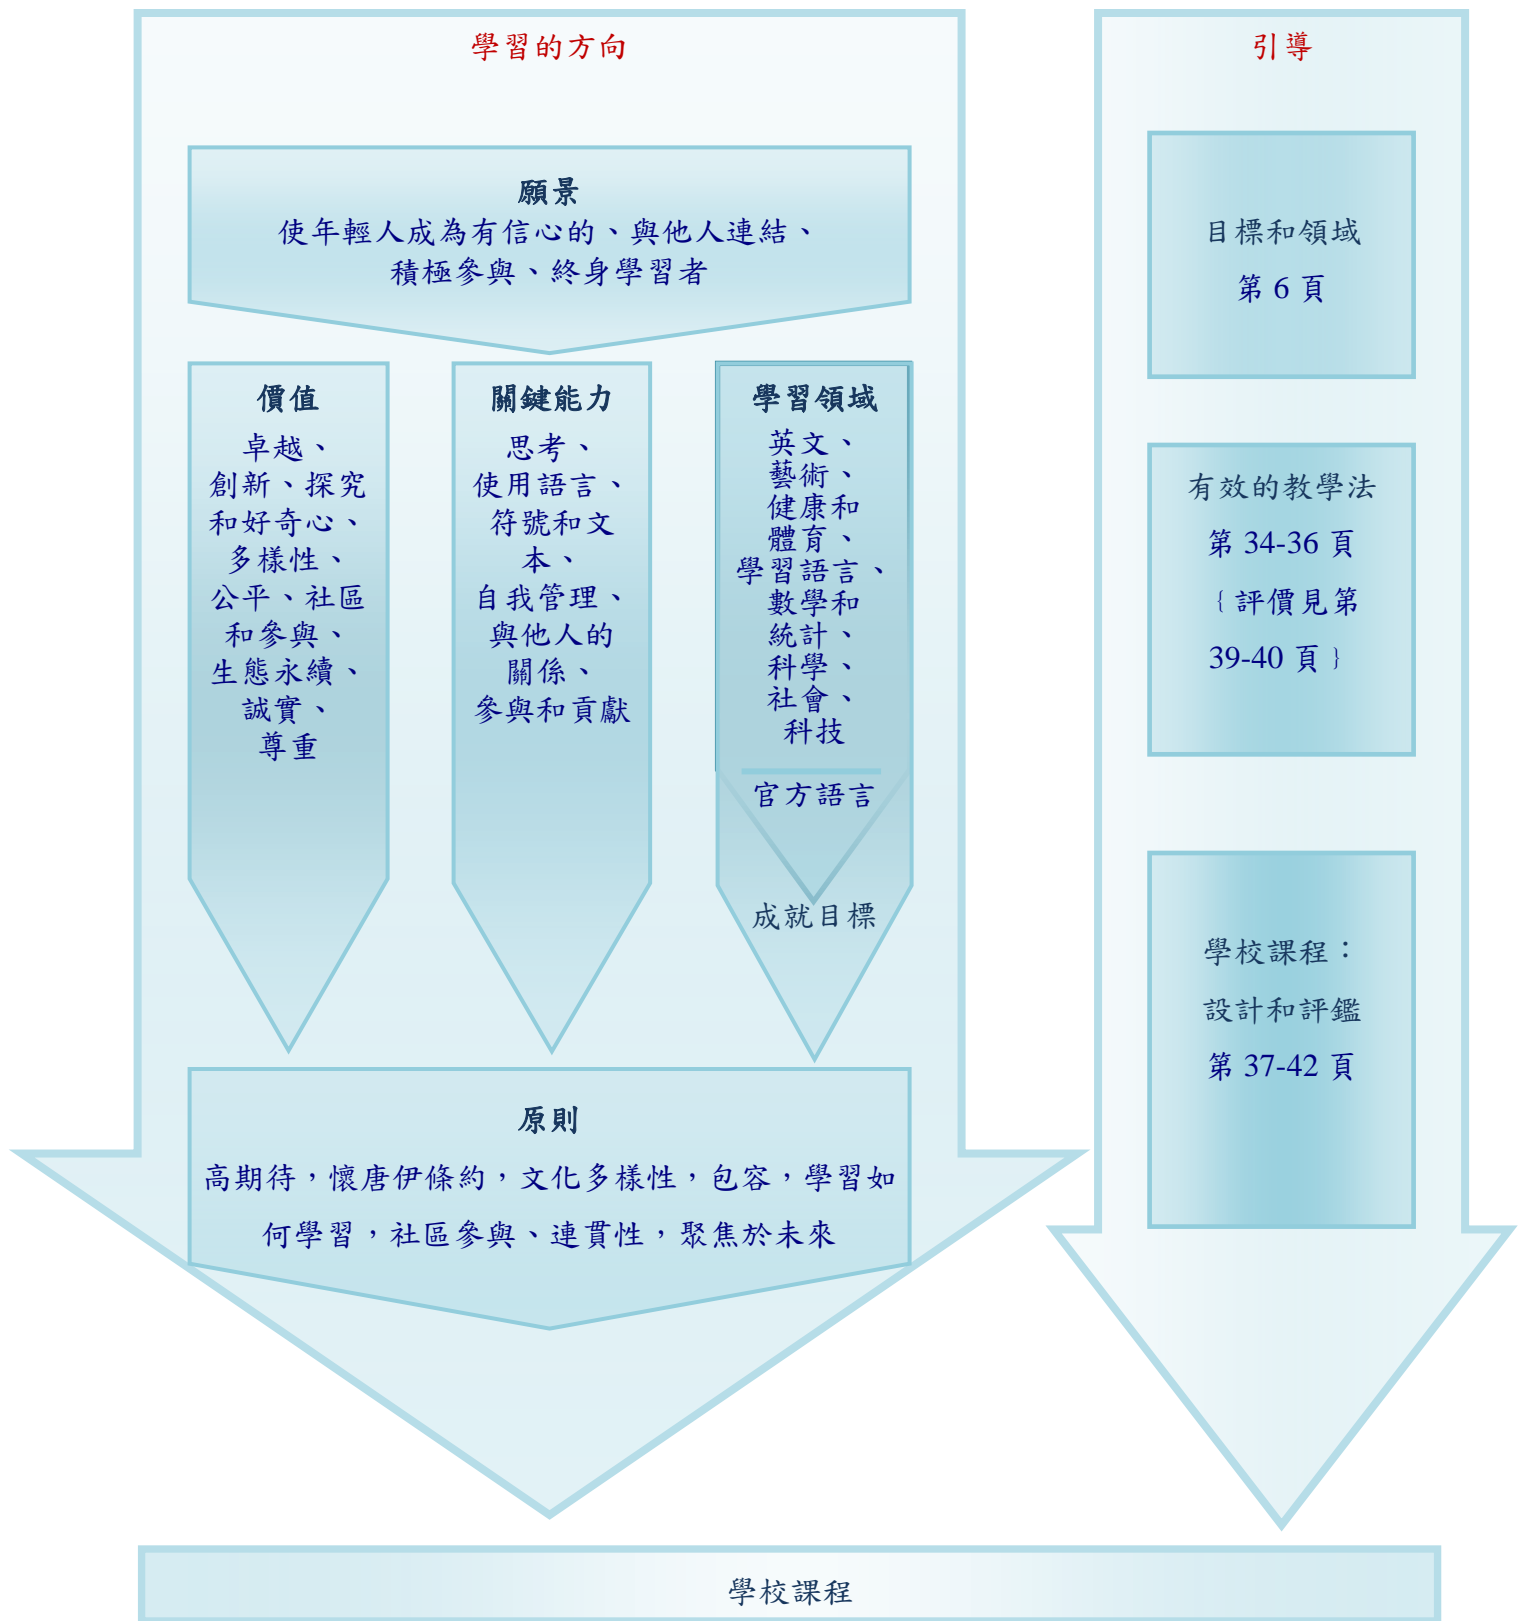 學習的方向
願景
使年輕人成為有信心的、與他人連結、
積極參與、終身學習者
價值
卓越、
創新、探究
和好奇心、
多樣性、
公平、社區
和參與、
生態永續、
誠實、
尊重
關鍵能力
思考、
使用語言、
符號和文
本、
自我管理、
與他人的
關係、
參與和貢獻
學習領域
英文、
藝術、
健康和
體育、
學習語言、
數學和
統計、
科學、
社會、
科技
官方語言
成就目標
原則
高期待，懷唐伊條約，文化多樣性，包容，學習如
何學習，社區參與、連貫性，聚焦於未來
引導
目標和領域
第 6 頁
有效的教學法
第 34-36 頁
﹛評價見第
39-40 頁﹜
學校課程：
設計和評鑑
第 37-42 頁
學校課程